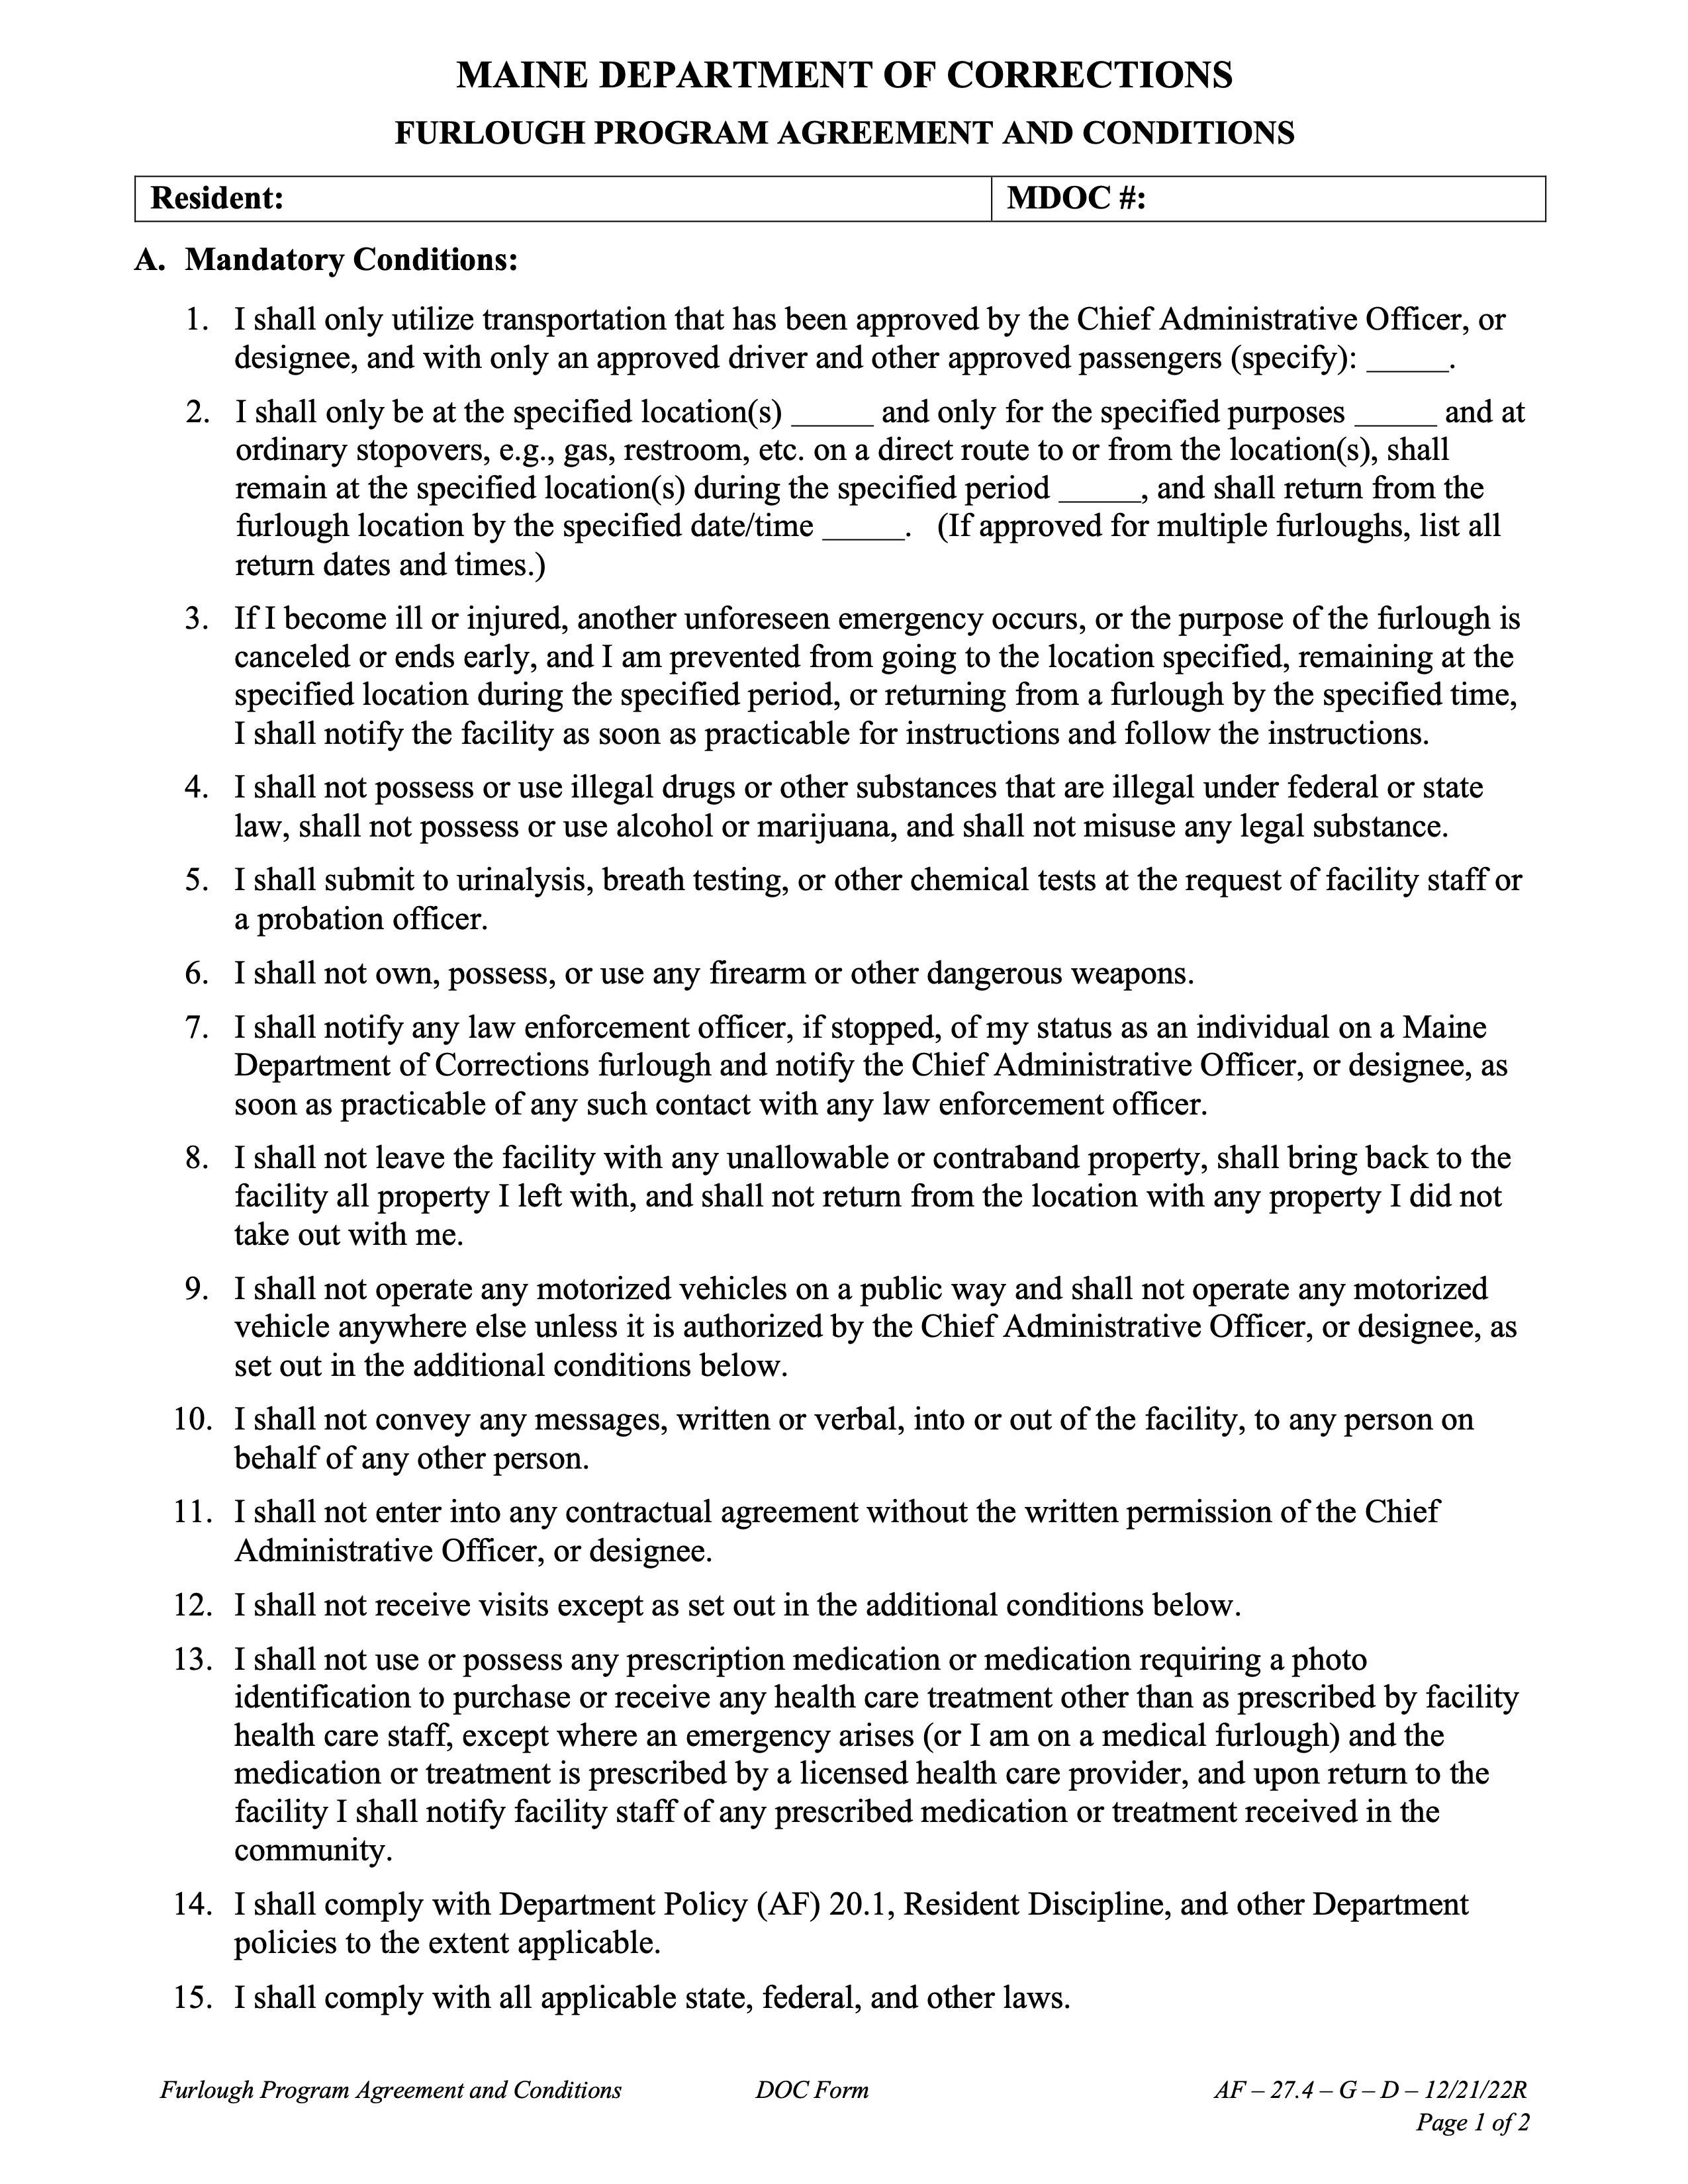 MAINE DEPARTMENT OF CORRECTIONS
FURLOUGH PROGRAM AGREEMENT AND CONDITIONS
Resident: MDOC #:
A. Mandatory Conditions:
1. I shall only utilize transportation that has been approved by the Chief Administrative Officer, or
designee, and with only an approved driver and other approved passengers (specify): _____.
2. I shall only be at the specified location(s) _____ and only for the specified purposes _____ and at
ordinary stopovers, e.g., gas, restroom, etc. on a direct route to or from the location(s), shall
remain at the specified location(s) during the specified period _____, and shall return from the
furlough location by the specified date/time _____. (If approved for multiple furloughs, list all
return dates and times.)
3. If I become ill or injured, another unforeseen emergency occurs, or the purpose of the furlough is
canceled or ends early, and I am prevented from going to the location specified, remaining at the
specified location during the specified period, or returning from a furlough by the specified time,
I shall notify the facility as soon as practicable for instructions and follow the instructions.
4. I shall not possess or use illegal drugs or other substances that are illegal under federal or state
law, shall not possess or use alcohol or marijuana, and shall not misuse any legal substance.
5. I shall submit to urinalysis, breath testing, or other chemical tests at the request of facility staff or
a probation officer.
6. I shall not own, possess, or use any firearm or other dangerous weapons.
7. I shall notify any law enforcement officer, if stopped, of my status as an individual on a Maine
Department of Corrections furlough and notify the Chief Administrative Officer, or designee, as
soon as practicable of any such contact with any law enforcement officer.
8. I shall not leave the facility with any unallowable or contraband property, shall bring back to the
facility all property I left with, and shall not return from the location with any property I did not
take out with me.
9. I shall not operate any motorized vehicles on a public way and shall not operate any motorized
vehicle anywhere else unless it is authorized by the Chief Administrative Officer, or designee, as
set out in the additional conditions below.
10. I shall not convey any messages, written or verbal, into or out of the facility, to any person on
behalf of any other person.
11. I shall not enter into any contractual agreement without the written permission of the Chief
Administrative Officer, or designee.
12. I shall not receive visits except as set out in the additional conditions below.
13. I shall not use or possess any prescription medication or medication requiring a photo
identification to purchase or receive any health care treatment other than as prescribed by facility
health care staff, except where an emergency arises (or I am on a medical furlough) and the
medication or treatment is prescribed by a licensed health care provider, and upon return to the
facility I shall notify facility staff of any prescribed medication or treatment received in the
community.
14. I shall comply with Department Policy (AF) 20.1, Resident Discipline, and other Department
policies to the extent applicable.
15. I shall comply with all applicable state, federal, and other laws.
Furlough Program Agreement and Conditions DOC Form AF – 27.4 – G – D – 12/21/22R
Page 1 of 2